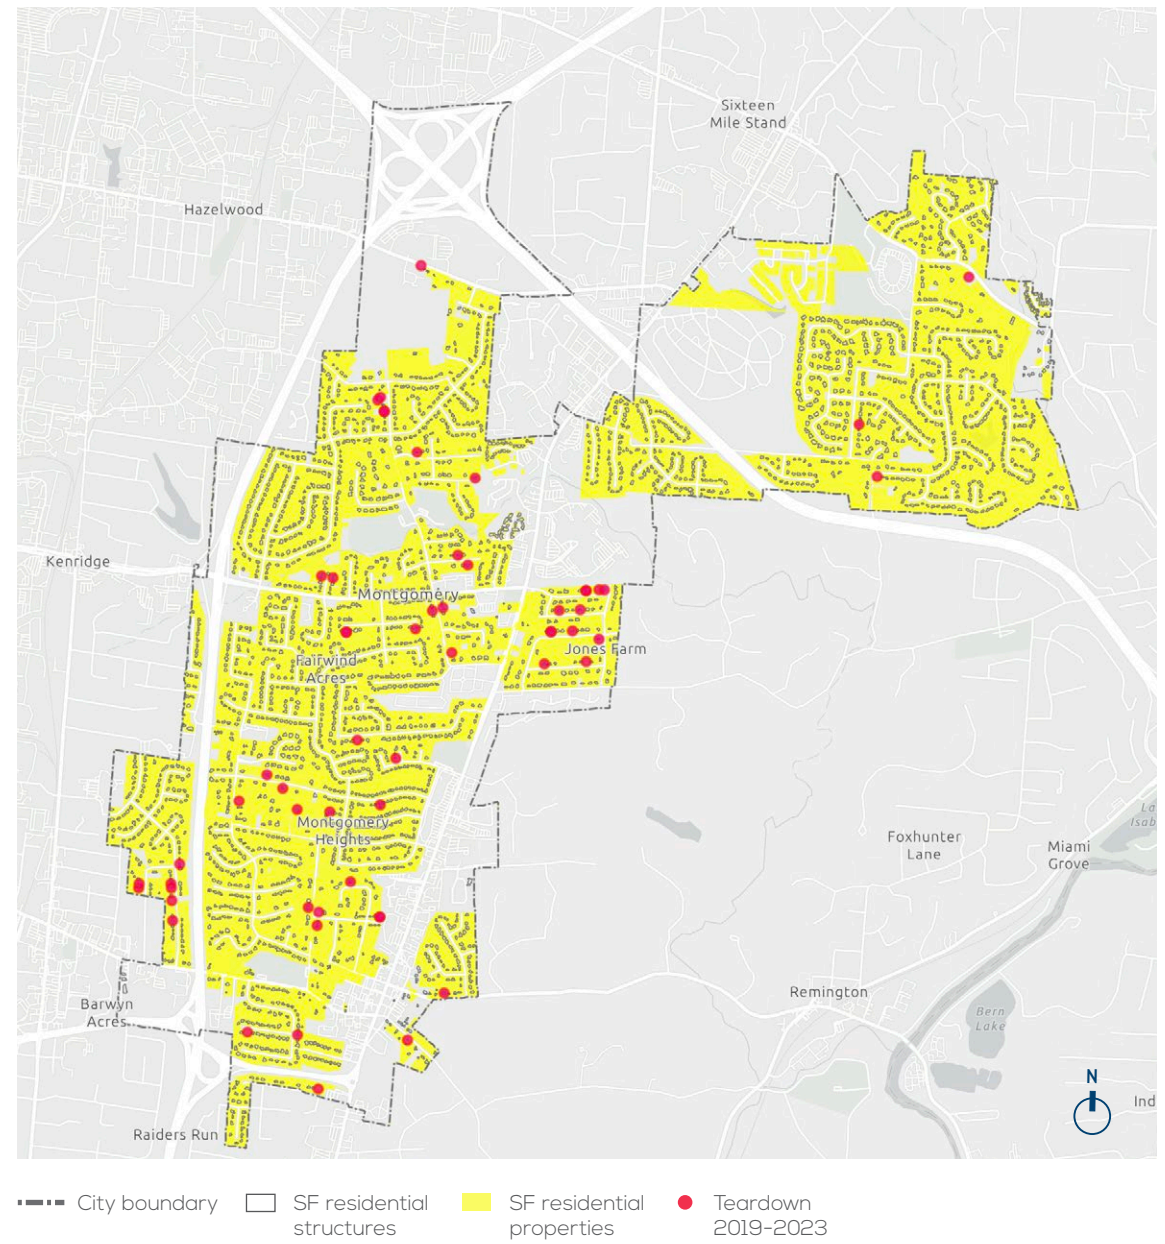 Sixteen
Mile Stand
Hazelwood
Kenridge
Montgomery
Jones Farm
Fairwind
Acres
Montgomery
Heights
Foxhunter
Lane
Miami
Grove
Barwyn
Acres
Remington
Bern
Lake
N
Raiders Run
City boundary
SF residential
structures
SF residential
properties
Teardown
2019-2023